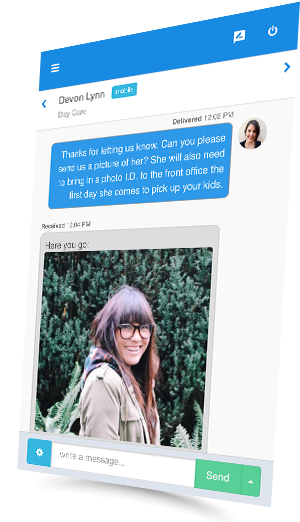 Devon Lynn mobile
Day Care
Delivered 12:02 PM
Thanks for letting us know. Can you please
send us a picture of her? She will also need
to bring in a photo I.D. to the front office the
first day she comes to pick up your kids.
Received 12:04 PM
Here you go:
write a message...
Send